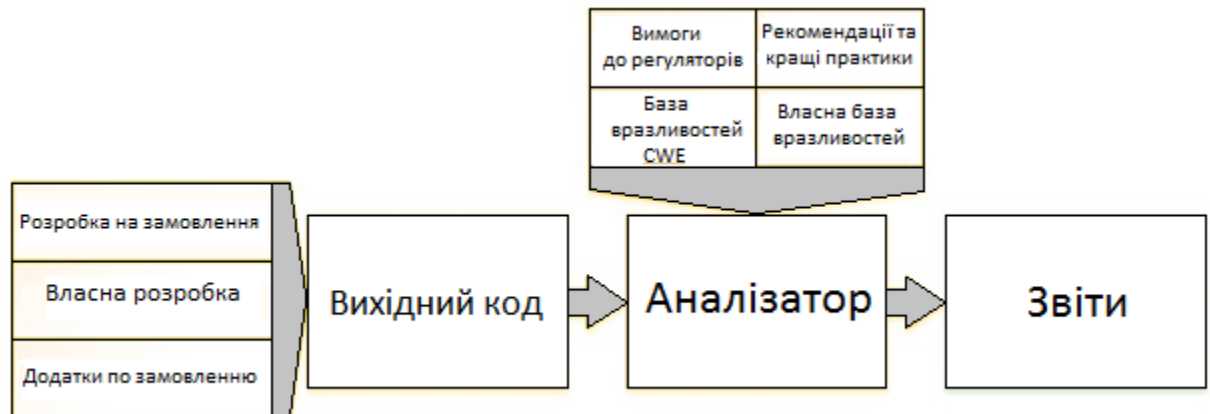 Вимоги
до регуляторів
Рекомендації та
кращі практики
База
вразливостей
CWE
Власна база
вразливостей
Розробка на замовлення
Власна розробка
Додатки по замовленню
Вихідний код
Аналізатор
Звіти